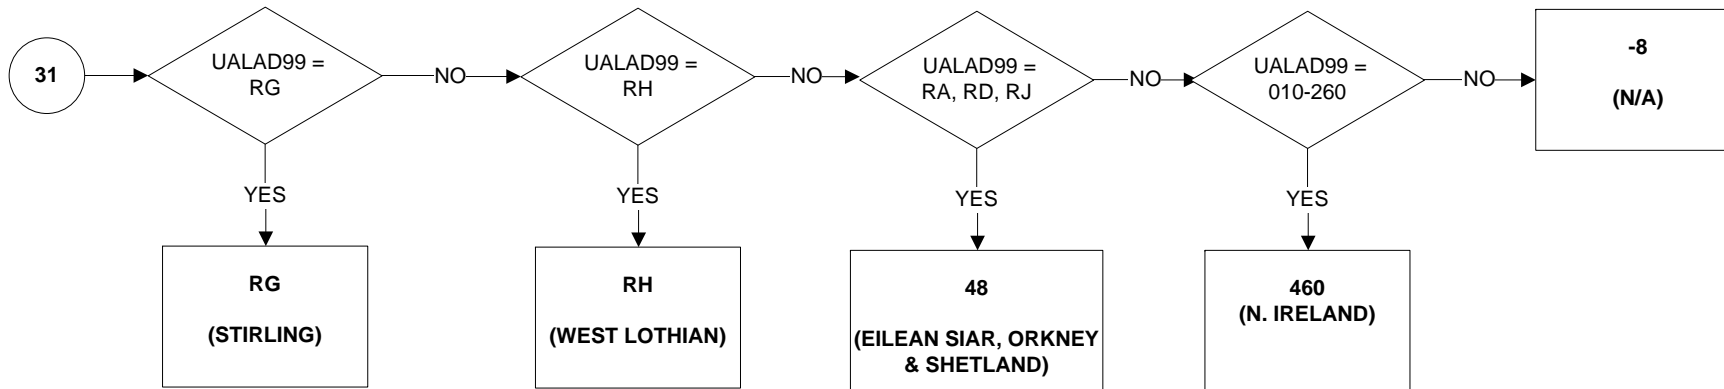 31
UALAD99 =
RG
NO
UALAD99 =
RH
NO
UALAD99 =
RA, RD, RJ
NO
UALAD99 =
010-260
NO
-8
(N/A)
YES
YES
YES
YES
RG
(STIRLING)
RH
(WEST LOTHIAN)
48
(EILEAN SIAR, ORKNEY
& SHETLAND)
460
(N. IRELAND)